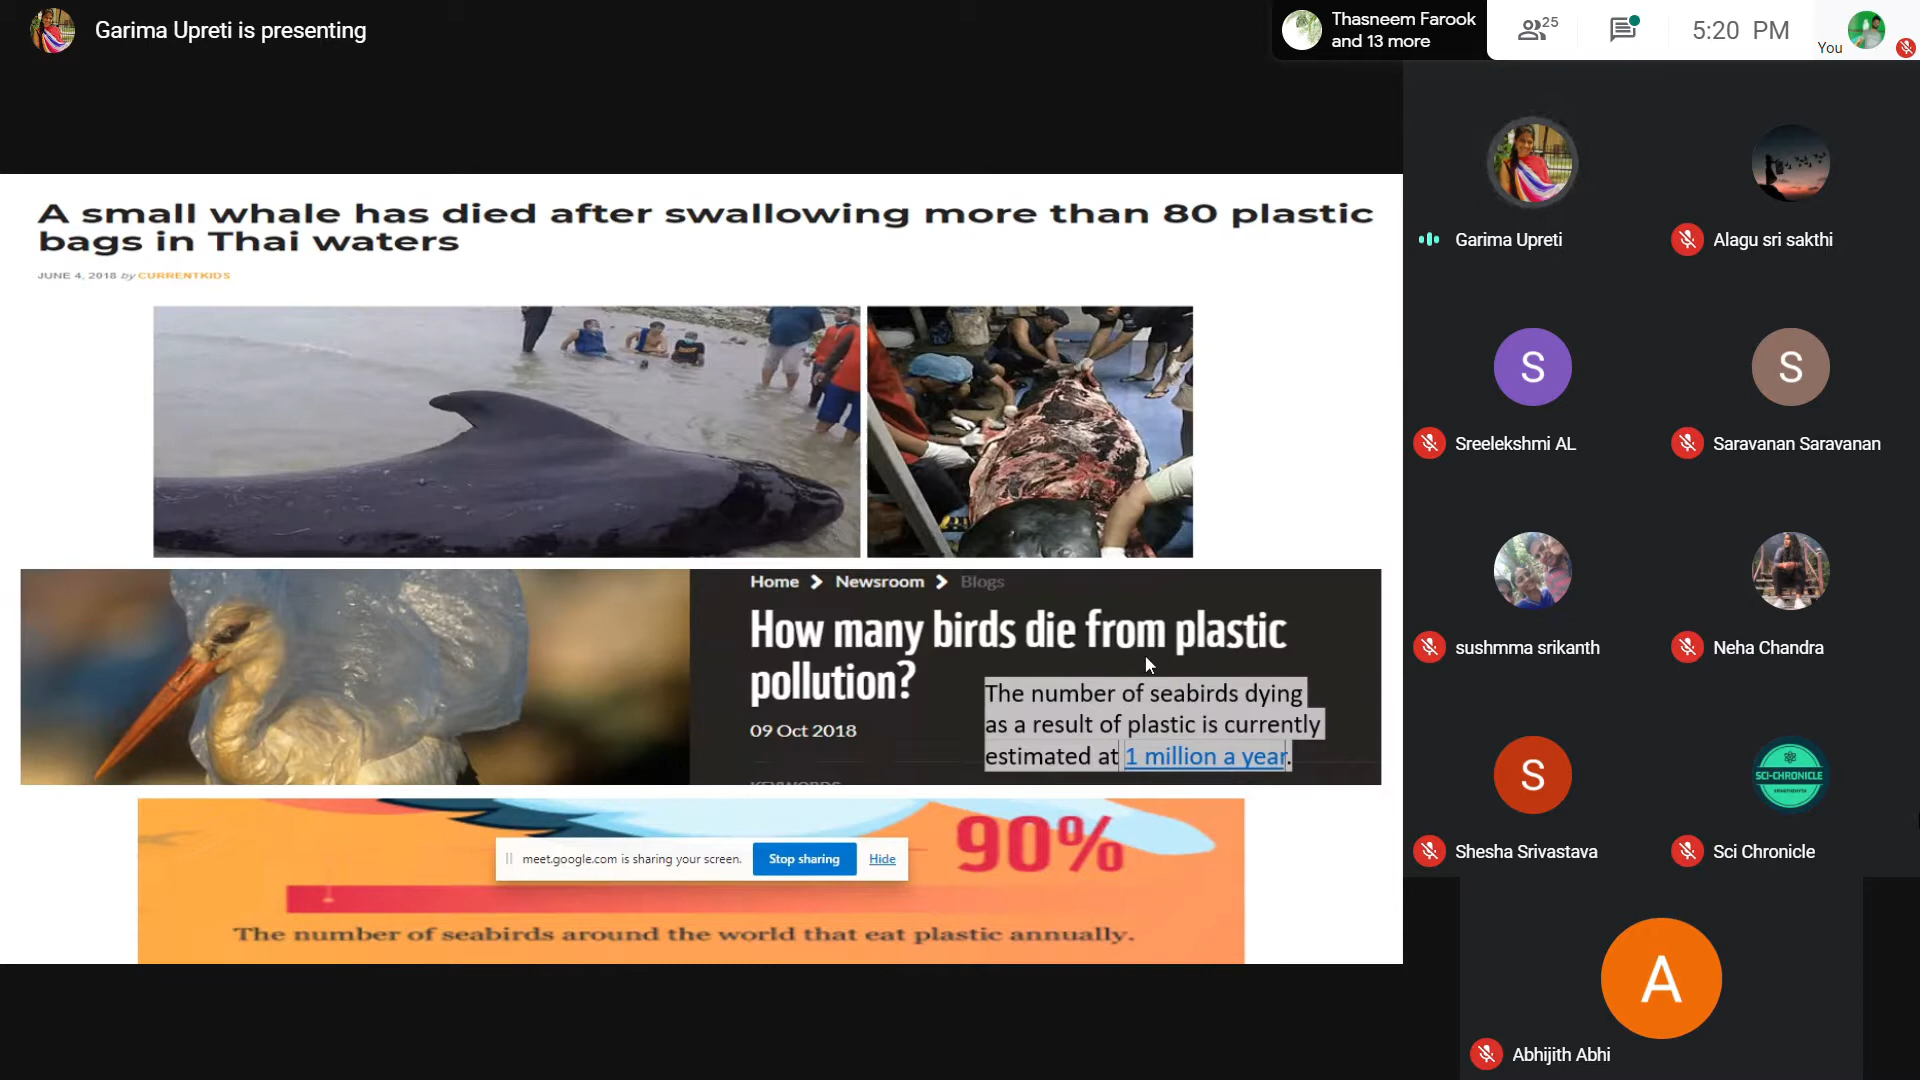 Garima Upreti is presenting
Thasneem Farook
and 13 more
25
5:20 PM
You
A small whale has died after swallowing more than 80 plastic
bags in Thai waters
JUNE 4, 2018 by CURRENTKIDS
Home > Newsroom > Blogs
How many birds die from plastic
pollution?
The number of seabirds dying
as a result of plastic is currently
estimated at 1 million a year.
09 Oct 2018
KEYWORDS
90%
meet.google.com is sharing your screen.
Stop sharing
Hide
The number of seabirds around the world that eat plastic annually.
Garima Upreti
Alagu sri sakthi
S
Sreelekshmi AL
S
Saravanan Saravanan
sushmma srikanth
Neha Chandra
S
Shesha Srivastava
SCI-CHRONICLE
Sci Chronicle
A
Abhijith Abhi